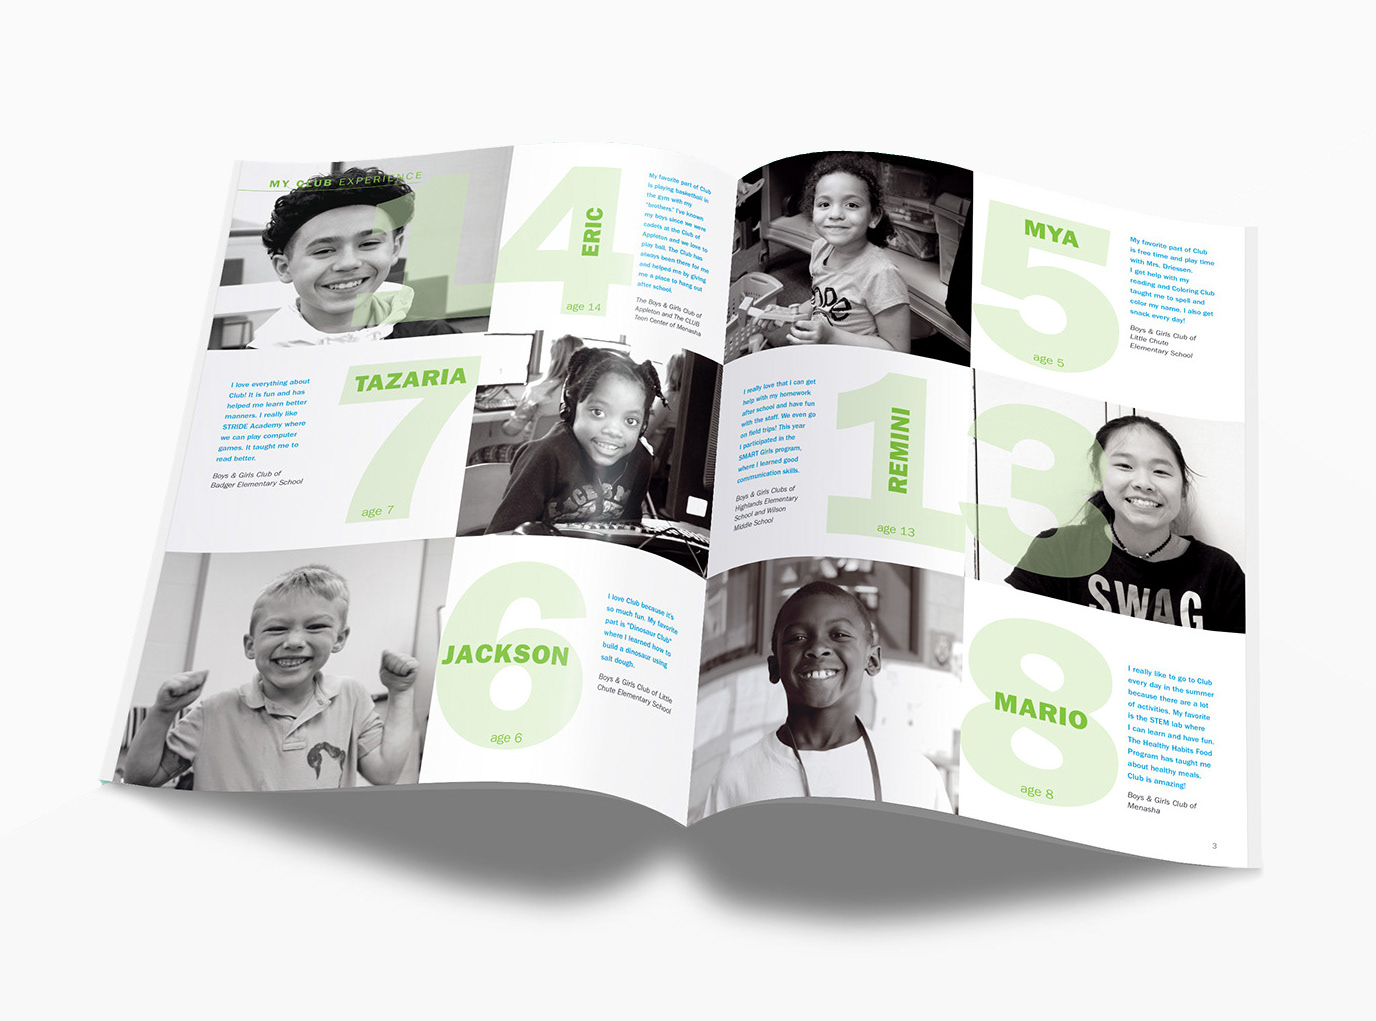 MY CLUB EXPERIENCE
14
ERIC
age 14
My favorite part of Club
is playing basketball in
the gym with my
"brothers." I've known
my boys since we were
cadets at the Club of
Appleton and we love to
play ball. The Club has
always been there for me
and helped me by giving
me a place to hang out
after school.
The Boys & Girls Club of
Appleton and The CLUB
Teen Center of Menasha
I love everything about
Club! It is fun and has
helped me learn better
manners. I really like
STRIDE Academy where
we can play computer
games. It taught me to
read better.
Boys & Girls Club of
Badger Elementary School
7
TAZARIA
age 7
6
JACKSON
age 6
I love Club because it's
so much fun. My favorite
part is "Dinosaur Club"
where I learned how to
build a dinosaur using
salt dough.
Boys & Girls Club of Little
Chute Elementary School
5
MYA
age 5
My favorite part of Club
is free time and play time
with Mrs. Driessen.
I get help with my
reading and Coloring Club
taught me to spell and
color my name. I also get
snack every day!
Boys & Girls Club of
Little Chute
Elementary School
I really love that I can get
help with my homework
after school and have fun
with the staff. We even go
on field trips! This year
I participated in the
SMART Girls program,
where I learned good
communication skills.
Boys & Girls Clubs of
Highlands Elementary
School and Wilson
Middle School
13
REMINI
age 13
SWAG
8
MARIO
age 8
I really like to go to Club
every day in the summer
because there are a lot
of activities. My favorite
is the STEM lab where
I can learn and have fun.
The Healthy Habits Food
Program has taught me
about healthy meals.
Club is amazing!
Boys & Girls Club of
Menasha
3